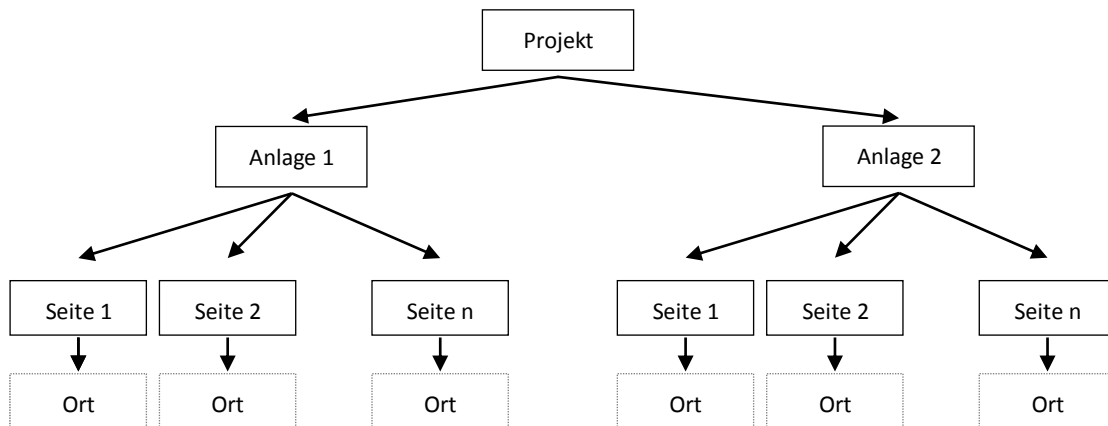 Projekt
Anlage 1 Anlage 2
Seite 1 Seite 2 Seite n Seite 1 Seite 2 Seite n
Ort Ort Ort Ort Ort Ort